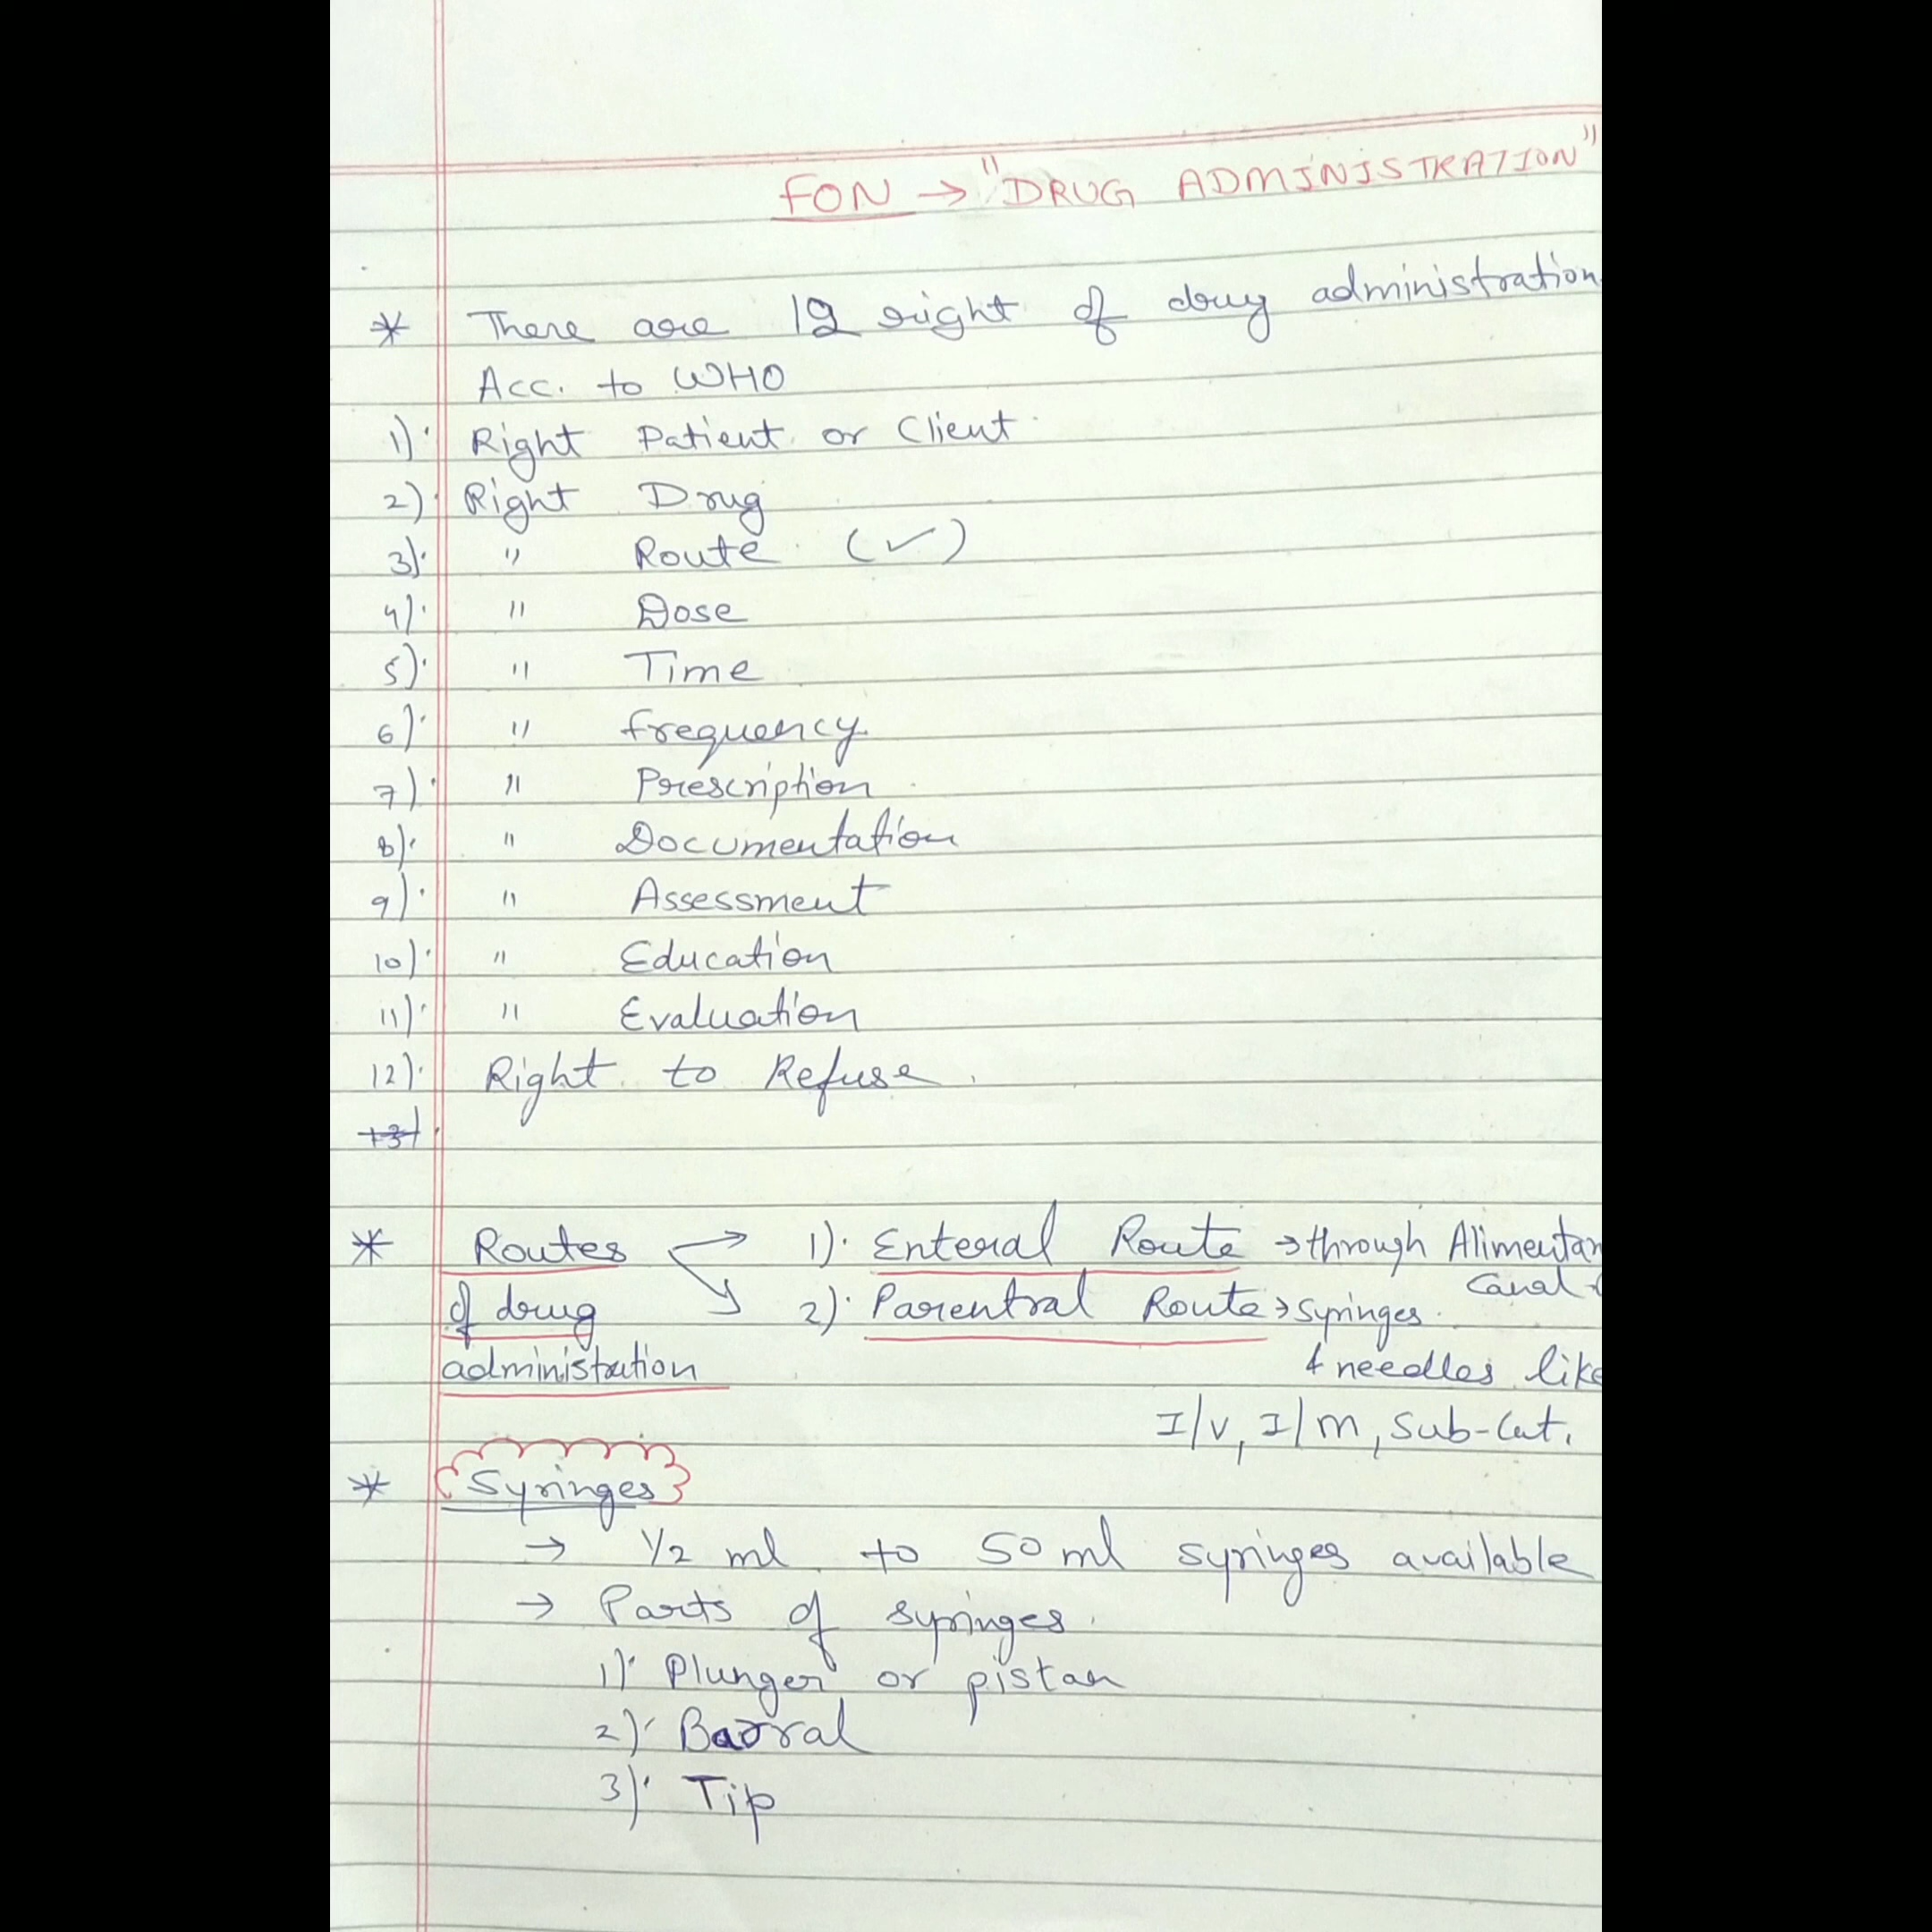 FON → "DRUG ADMINISTRATION"
* There are 12 right of drug administration
Acc. to WHO
1). Right Patient or Client.
2). Right Drug
3). " Route (✓)
4). " Dose
5). " Time
6). " frequency
7). " Prescription
8). " Documentation
9). " Assessment
10). " Education
11). " Evaluation
12). Right to Refuse.
13).
* Routes 1). Enteral Route → through Alimentar
Canal.
of drug 2). Parentral Route → Syringes.
administration & needles like
I/V, I/m, Sub-Cut.
* Syringes
→ 1/2 ml to 50 ml syringes available
→ Parts of syringes.
1). Plunger or pistan
2). Barral
3). Tip